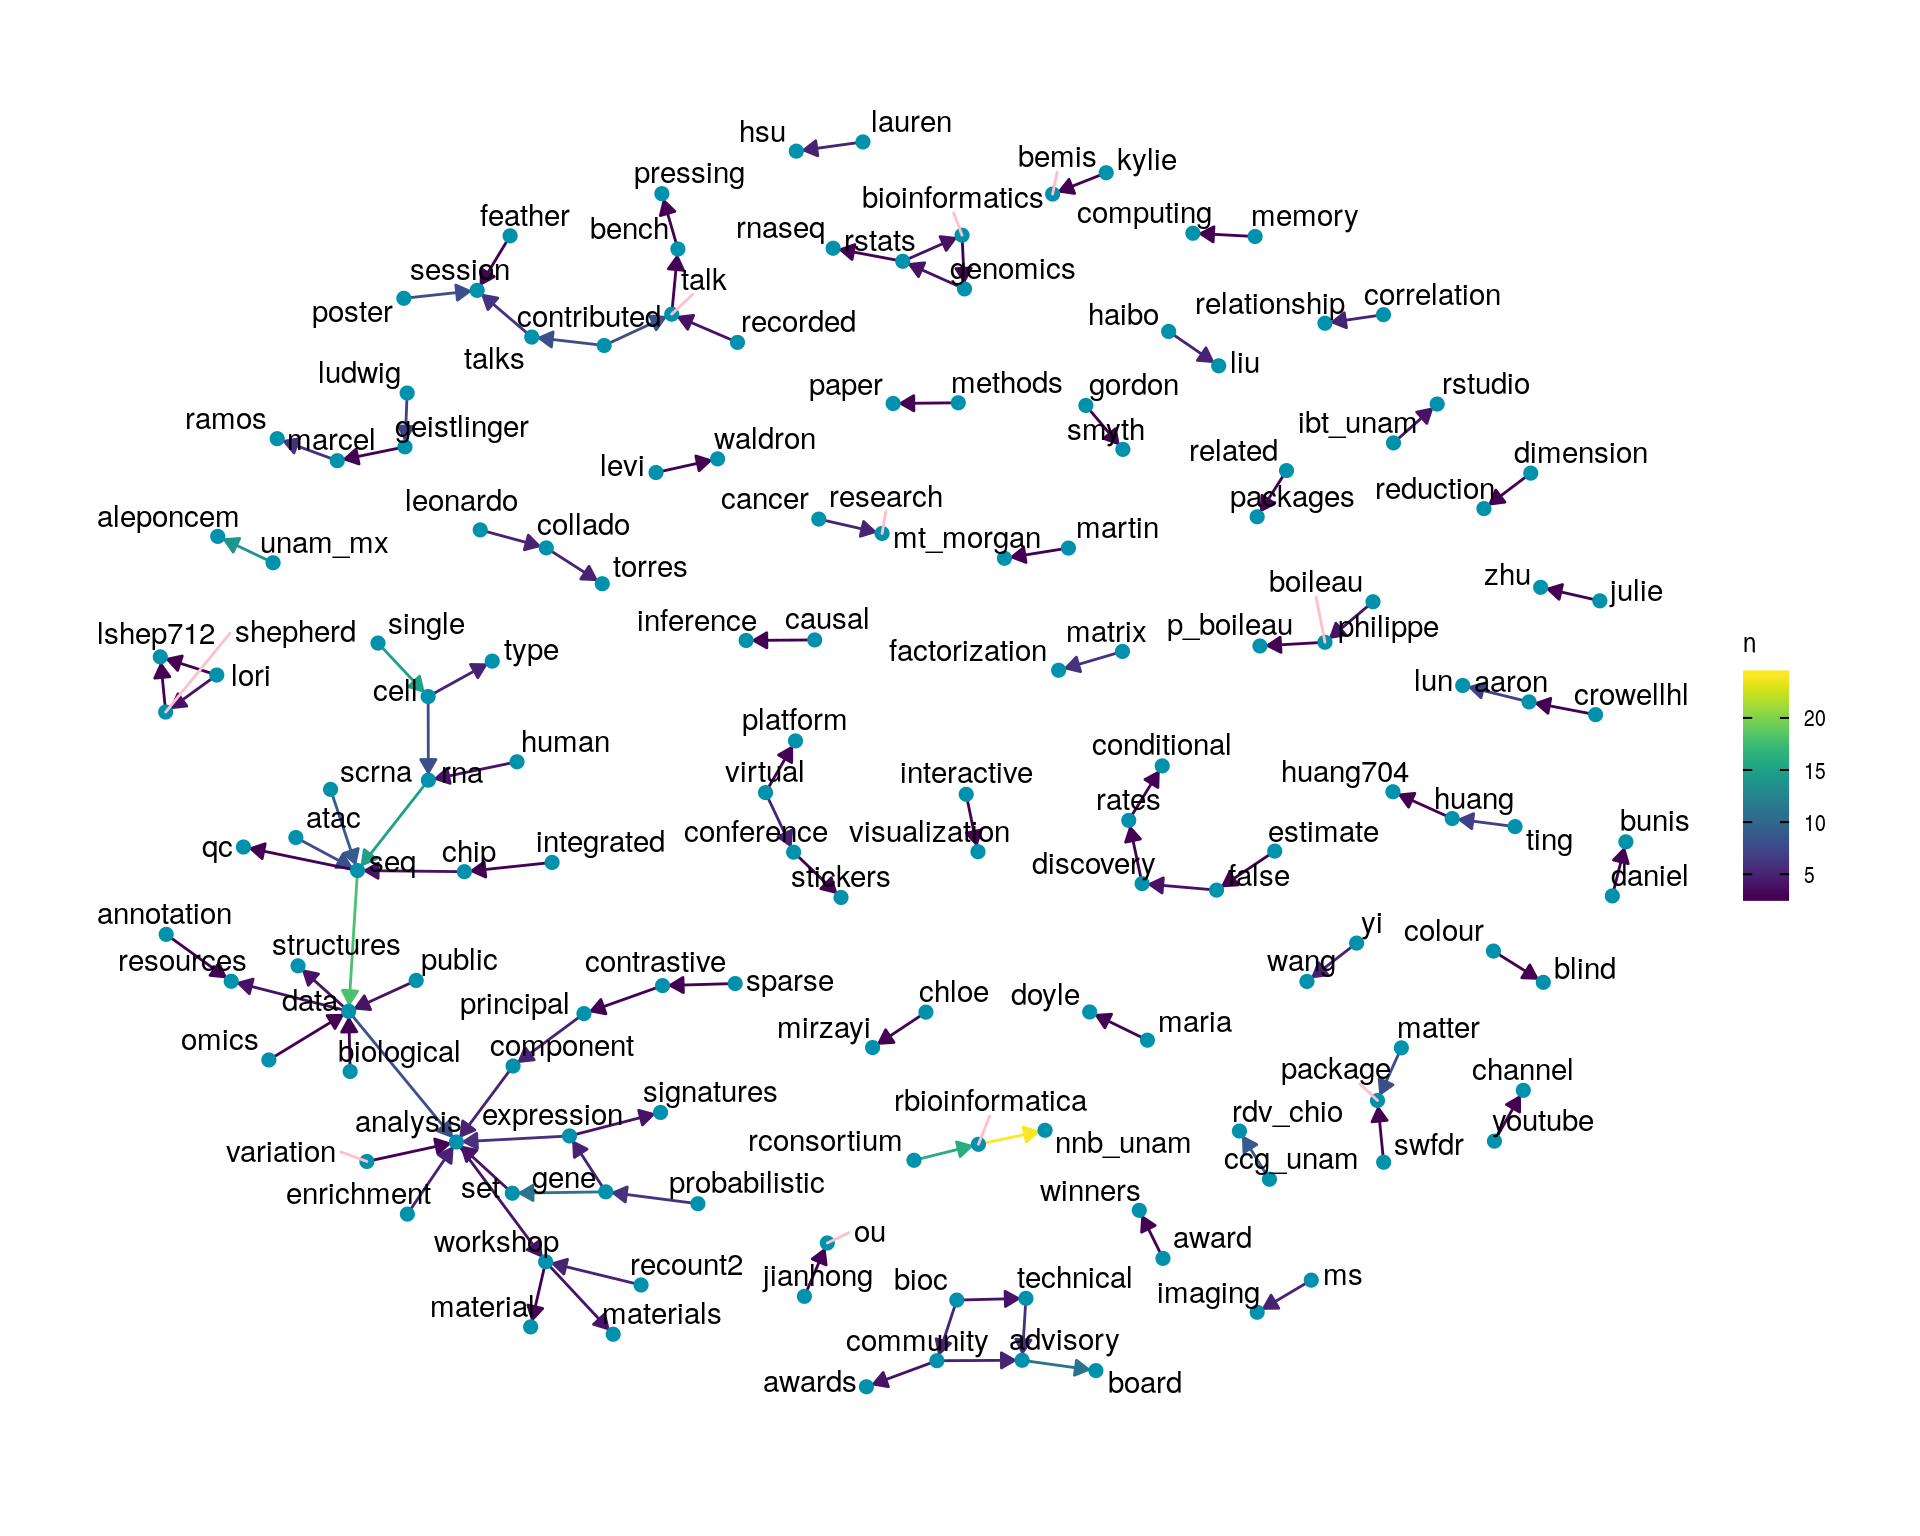 hsu
lauren
pressing
bemis
kylie
bioinformatics
feather
bench
rnaseq
rstats
computing
memory
session
talk
genomics
poster
contributed
recorded
talks
haibo
relationship
correlation
liu
ludwig
paper
methods
gordon
rstudio
ramos
marcel
geistlinger
smyth
ibt_unam
levi
waldron
related
dimension
packages
reduction
leonardo
cancer
research
aleponcem
collado
mt_morgan
martin
unam_mx
torres
boileau
zhu
julie
lshep712
shepherd
single
inference
causal
p_boileau
philippe
matrix
type
factorization
lori
cell
lun
aaron
crowellhl
platform
human
conditional
scrna
rna
virtual
interactive
huang704
atac
rates
huang
qc
seq
chip
integrated
conference
visualization
estimate
ting
bunis
discovery
false
stickers
daniel
annotation
structures
yi
colour
resources
public
contrastive
sparse
wang
blind
data
principal
chloe
doyle
mirzayi
maria
omics
biological
component
matter
package
channel
signatures
analysis
expression
rbioinformatica
rdv_chio
youtube
variation
rconsortium
nnb_unam
ccg_unam
swfdr
enrichment
set
gene
probabilistic
winners
workshop
ou
award
recount2
jianhong
bioc
technical
imaging
ms
material
materials
community
advisory
awards
board
n
20
15
10
5